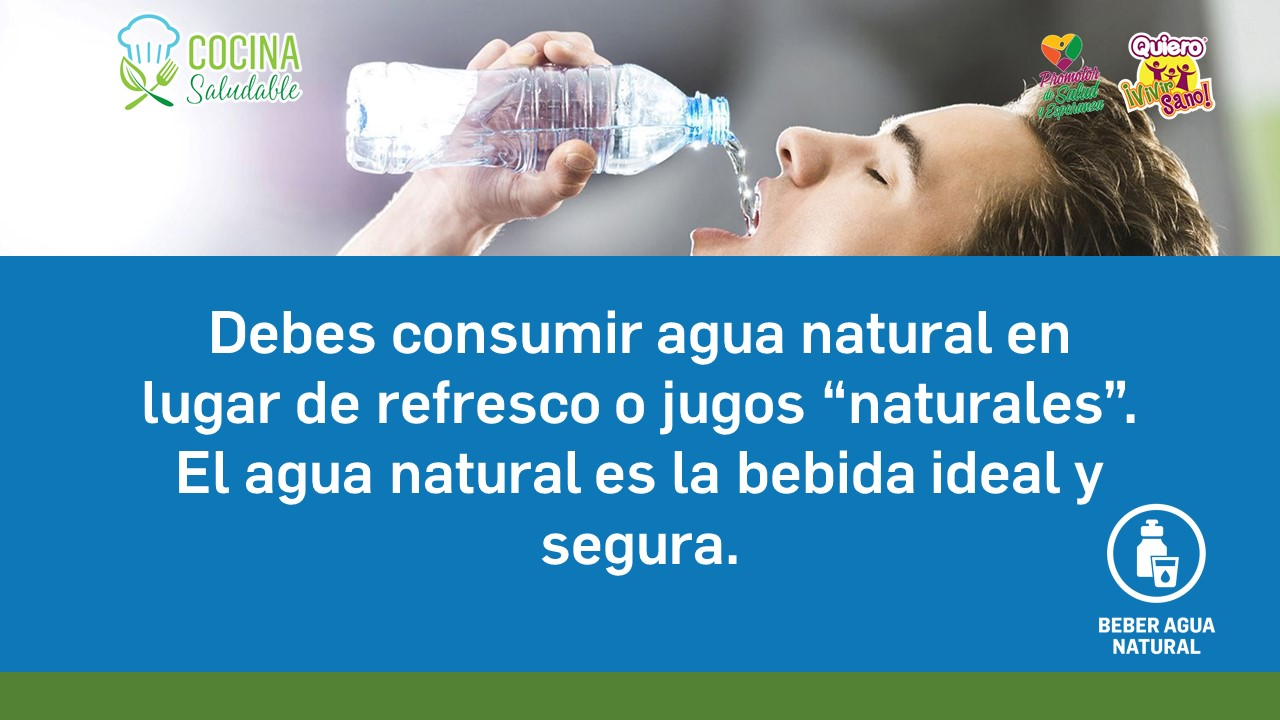 COCINA
Saludable
Promotor
de Salud
y Esperanza
Quiero
¡Vivir
Sano!
Debes consumir agua natural en
lugar de refresco o jugos “naturales”.
El agua natural es la bebida ideal y
segura.
BEBER AGUA
NATURAL